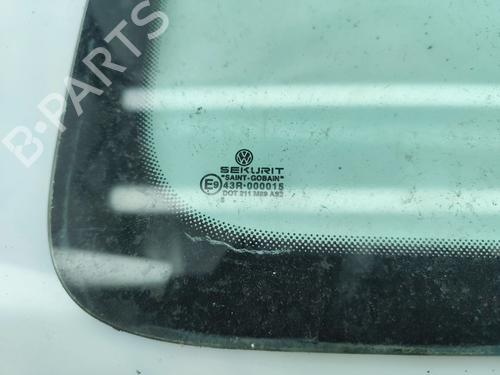 B-PARTS
SEKURIT
"SAINT-GOBAIN"
E9 43R-000015
DOT 211 M89 AS2